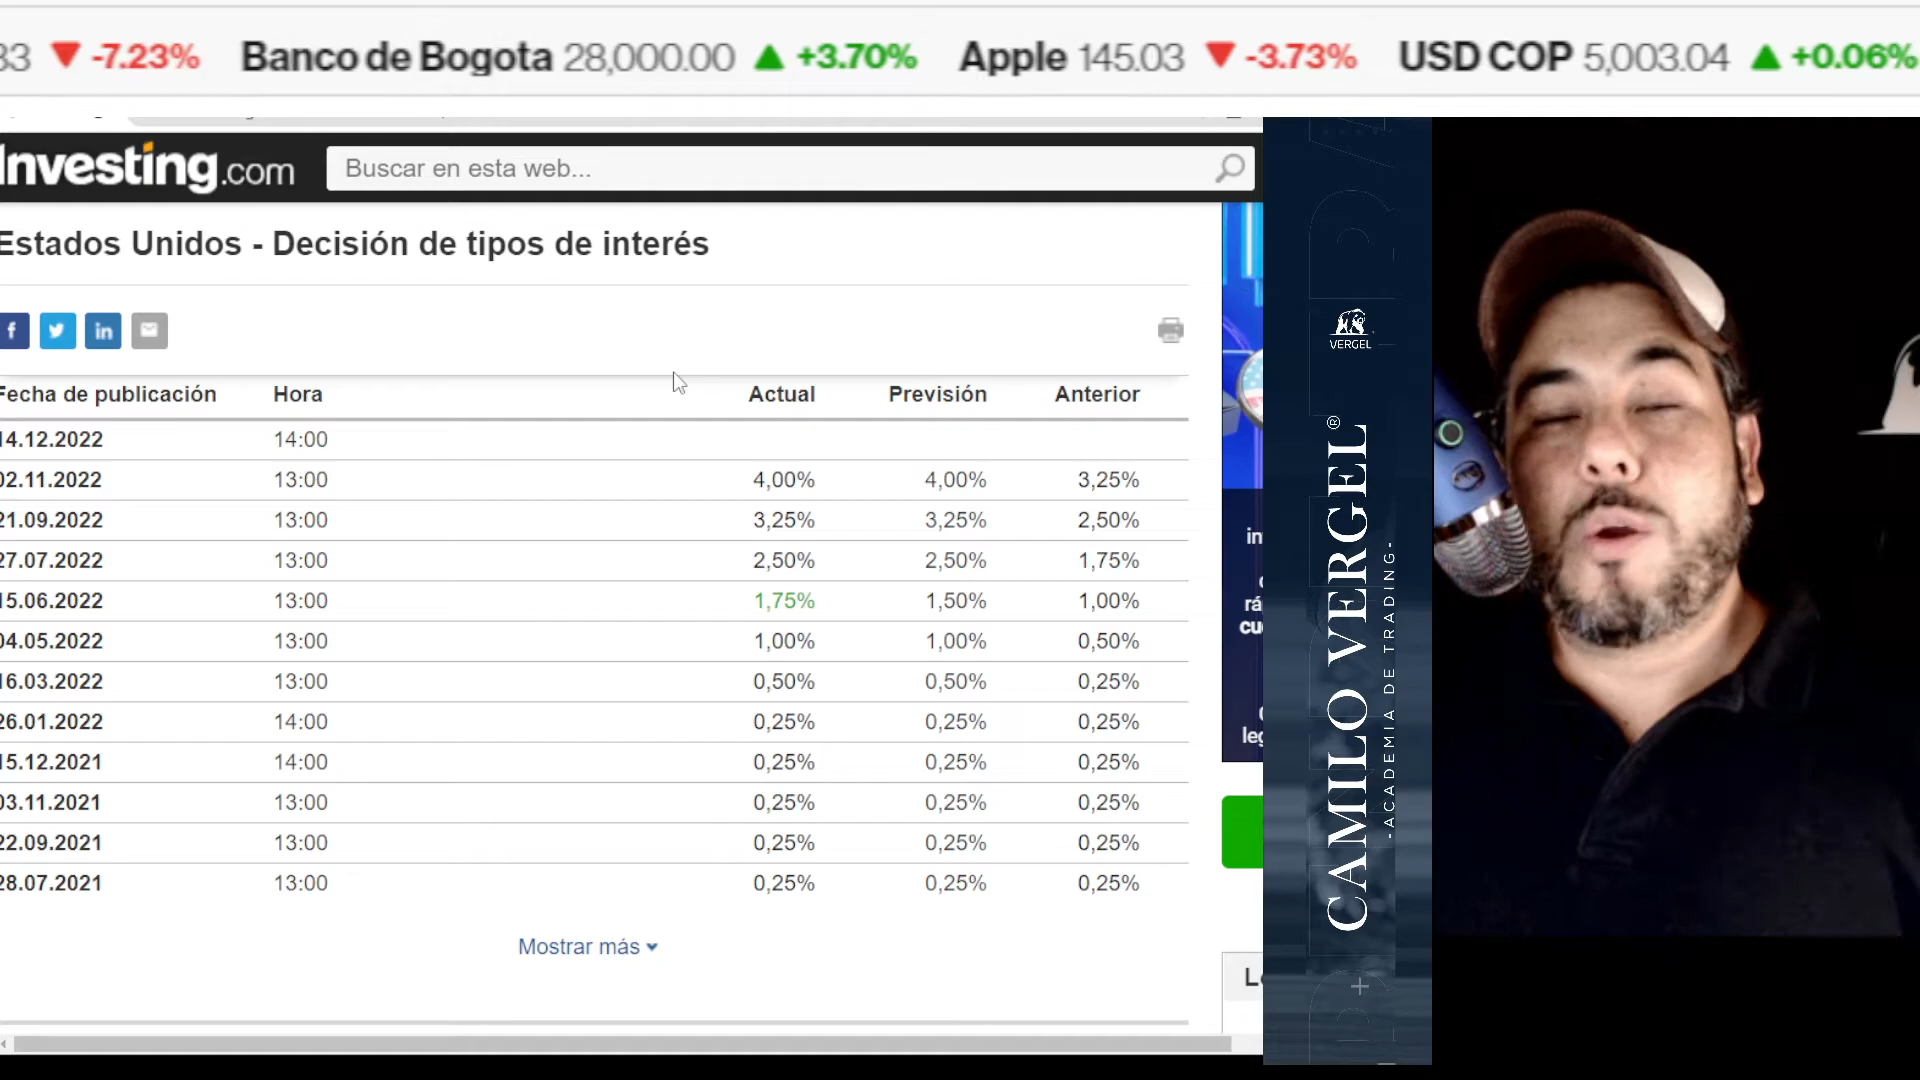 33 ▼ -7.23% Banco de Bogota 28,000.00 ▲ +3.70% Apple 145.03 ▼ -3.73% USD COP 5,003.04 ▲ +0.06%
Investing.com Buscar en esta web...
Estados Unidos - Decisión de tipos de interés
Fecha de publicación Hora Actual Previsión Anterior
14.12.2022 14:00
02.11.2022 13:00 4,00% 4,00% 3,25%
21.09.2022 13:00 3,25% 3,25% 2,50%
27.07.2022 13:00 2,50% 2,50% 1,75%
15.06.2022 13:00 1,75% 1,50% 1,00%
04.05.2022 13:00 1,00% 1,00% 0,50%
16.03.2022 13:00 0,50% 0,50% 0,25%
26.01.2022 14:00 0,25% 0,25% 0,25%
15.12.2021 14:00 0,25% 0,25% 0,25%
03.11.2021 13:00 0,25% 0,25% 0,25%
22.09.2021 13:00 0,25% 0,25% 0,25%
28.07.2021 13:00 0,25% 0,25% 0,25%
Mostrar más
VERGEL
CAMILO VERGEL®
-ACADEMIA DE TRADING-